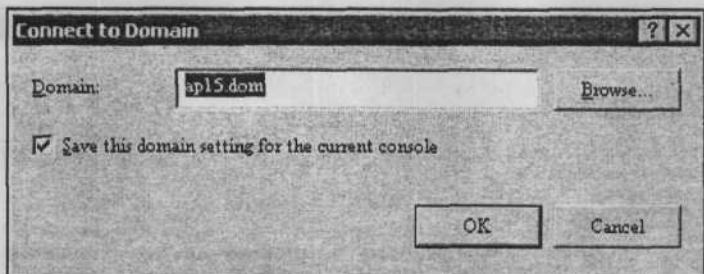 Connect to Domain
Domain: ap15.dom Browse...
Save this domain setting for the current console
OK Cancel